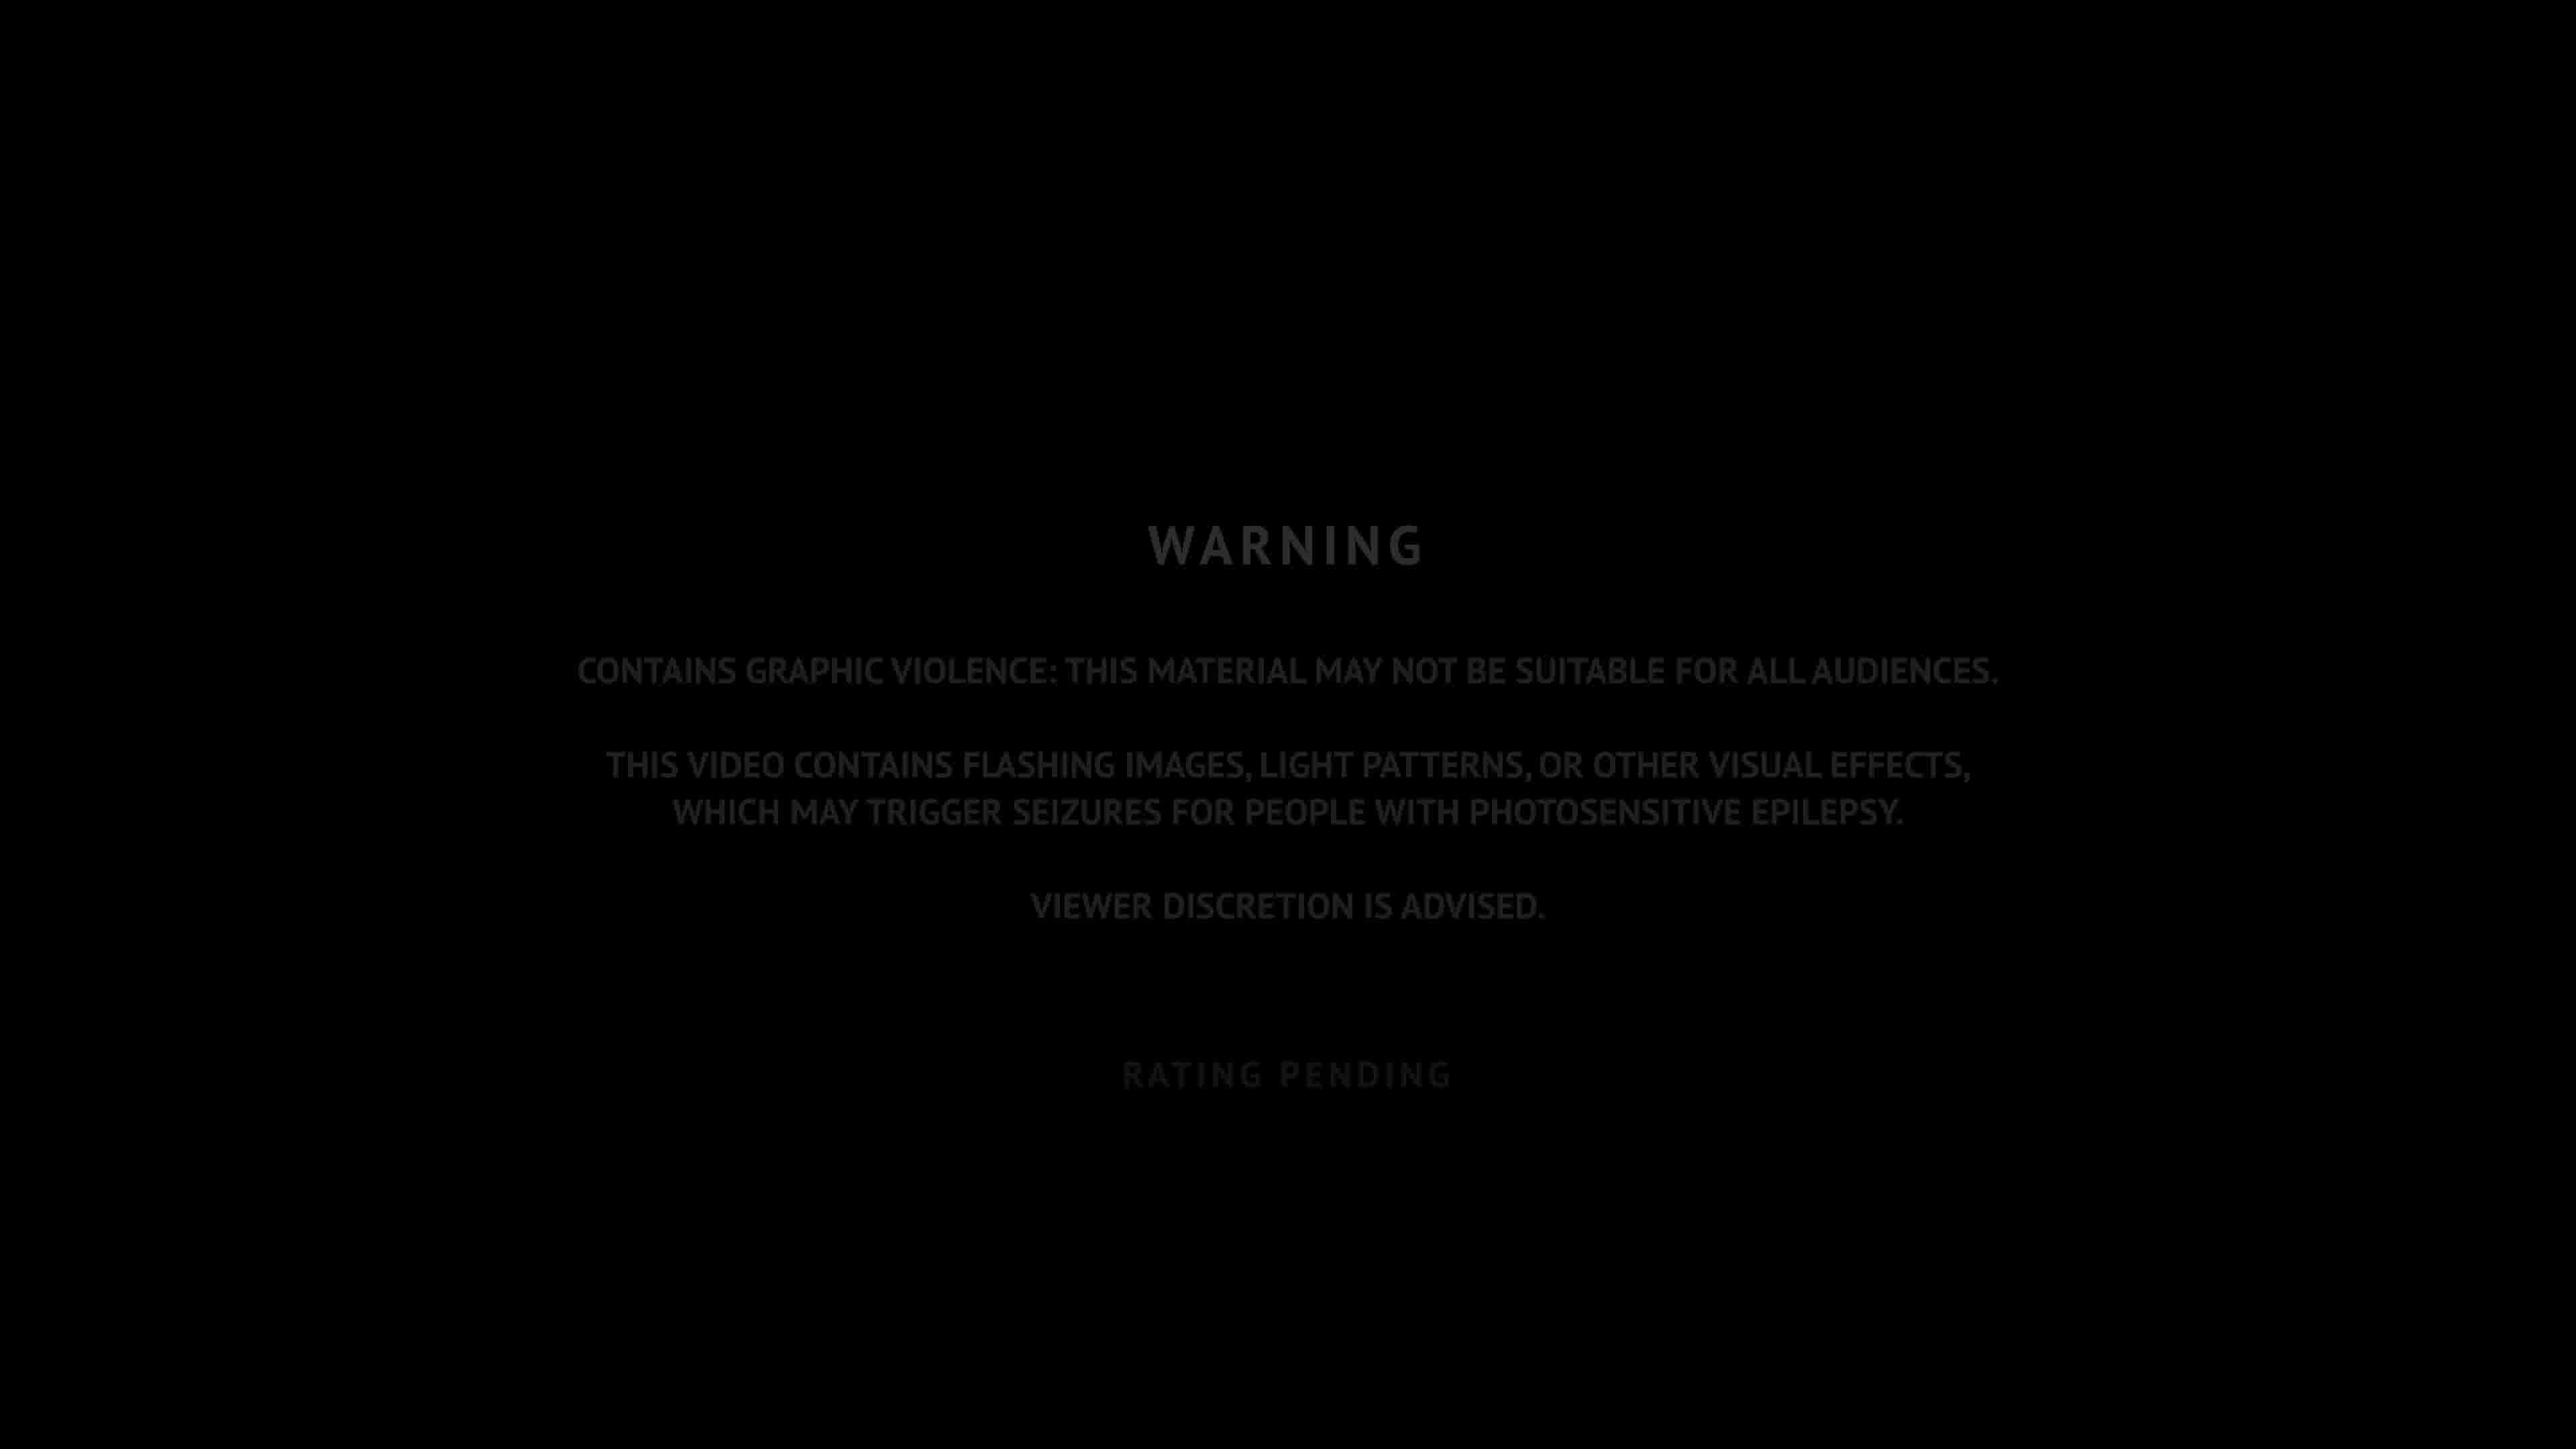 WARNING
CONTAINS GRAPHIC VIOLENCE: THIS MATERIAL MAY NOT BE SUITABLE FOR ALL AUDIENCES.
THIS VIDEO CONTAINS FLASHING IMAGES, LIGHT PATTERNS, OR OTHER VISUAL EFFECTS,
WHICH MAY TRIGGER SEIZURES FOR PEOPLE WITH PHOTOSENSITIVE EPILEPSY.
VIEWER DISCRETION IS ADVISED.
RATING PENDING